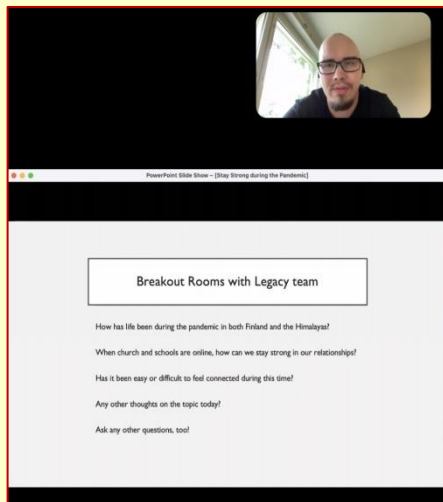 PowerPoint Slide Show – [Stay Strong during the Pandemic]
Breakout Rooms with Legacy team
How has life been during the pandemic in both Finland and the Himalayas?
When church and schools are online, how can we stay strong in our relationships?
Has it been easy or difficult to feel connected during this time?
Any other thoughts on the topic today?
Ask any other questions, too!